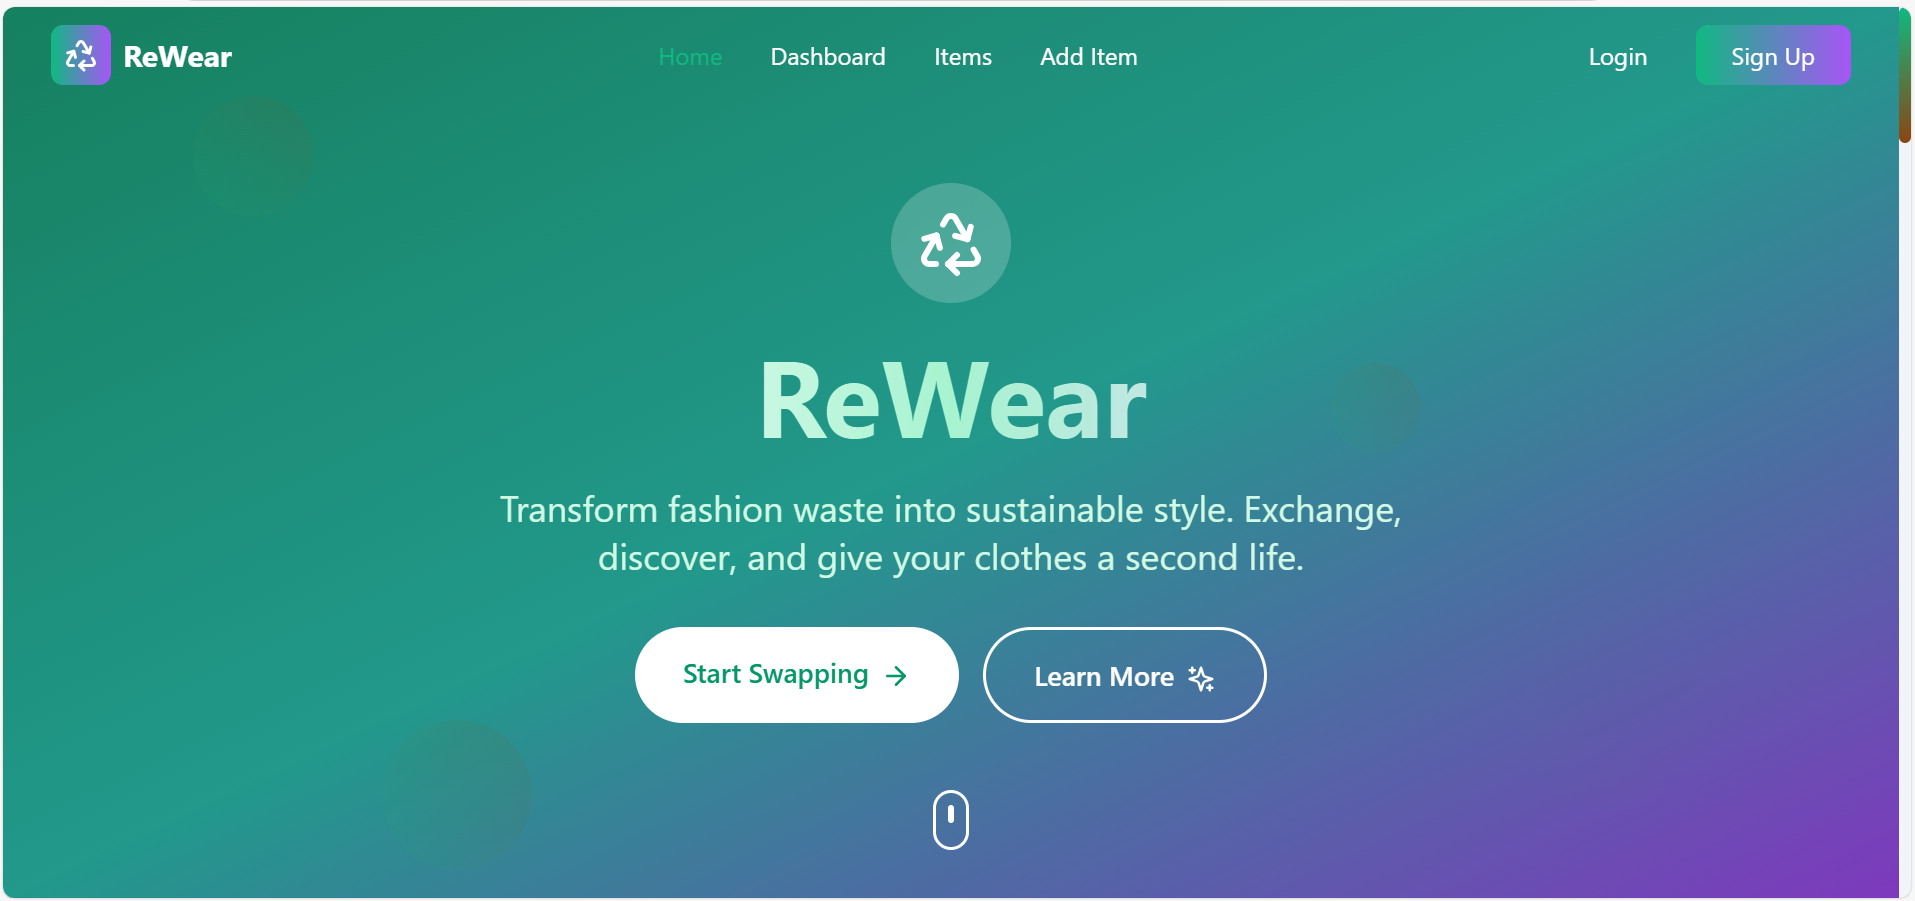 ReWear
Home
Dashboard
Items
Add Item
Login
Sign Up
ReWear
Transform fashion waste into sustainable style. Exchange,
discover, and give your clothes a second life.
Start Swapping
Learn More